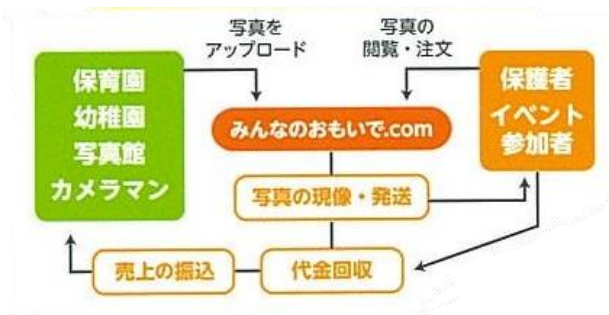 写真を
アップロード
写真の
閲覧・注文
保育園
幼稚園
写真館
カメラマン
みんなのおもいで.com
保護者
イベント
参加者
写真の現像・発送
売上の振込
代金回収